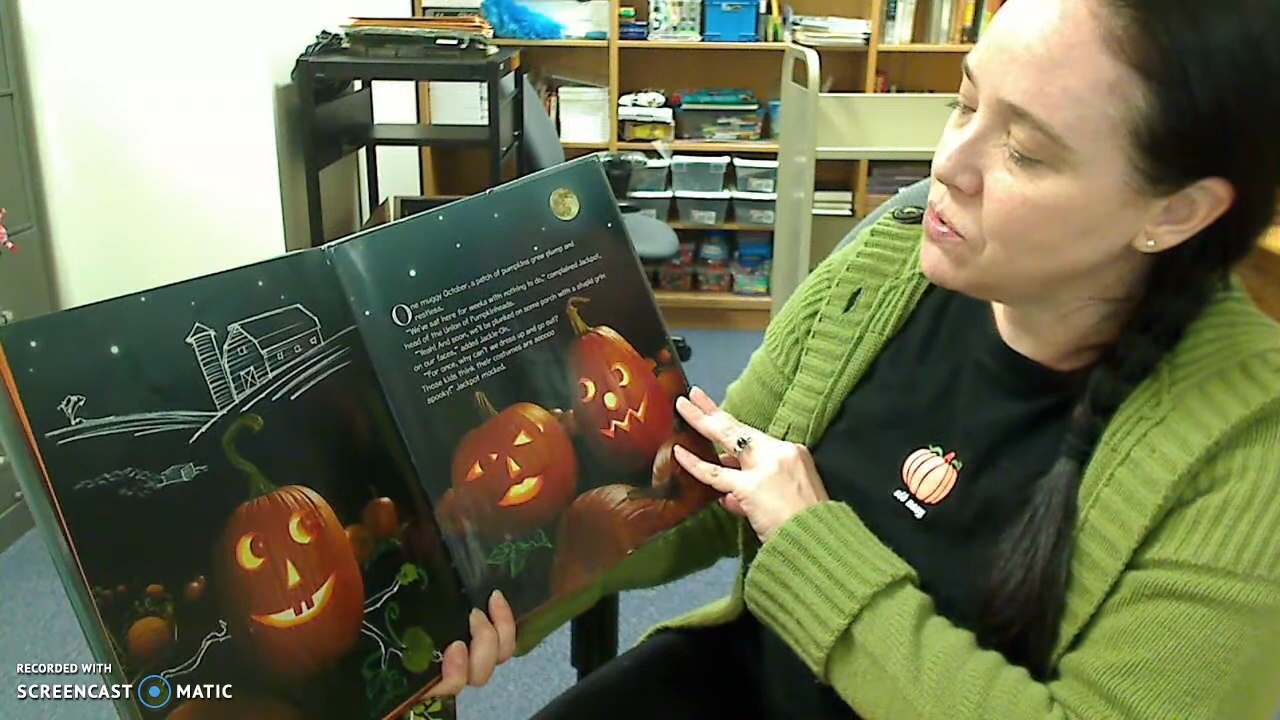 One muggy October, a patch of pumpkins grew plump and
restless.
"We've sat here for weeks with nothing to do," complained Jackpot,
head of the Union of Pumpkinheads.
"Yeah! And soon, we'll be plunked on some porch with a stupid grin
on our faces," added Jackie-Oh.
"For once, why can't we dress up and go out?
Those kids think their costumes are sooooo
spooky!" Jackpot mocked.
RECORDED WITH
SCREENCAST MATIC